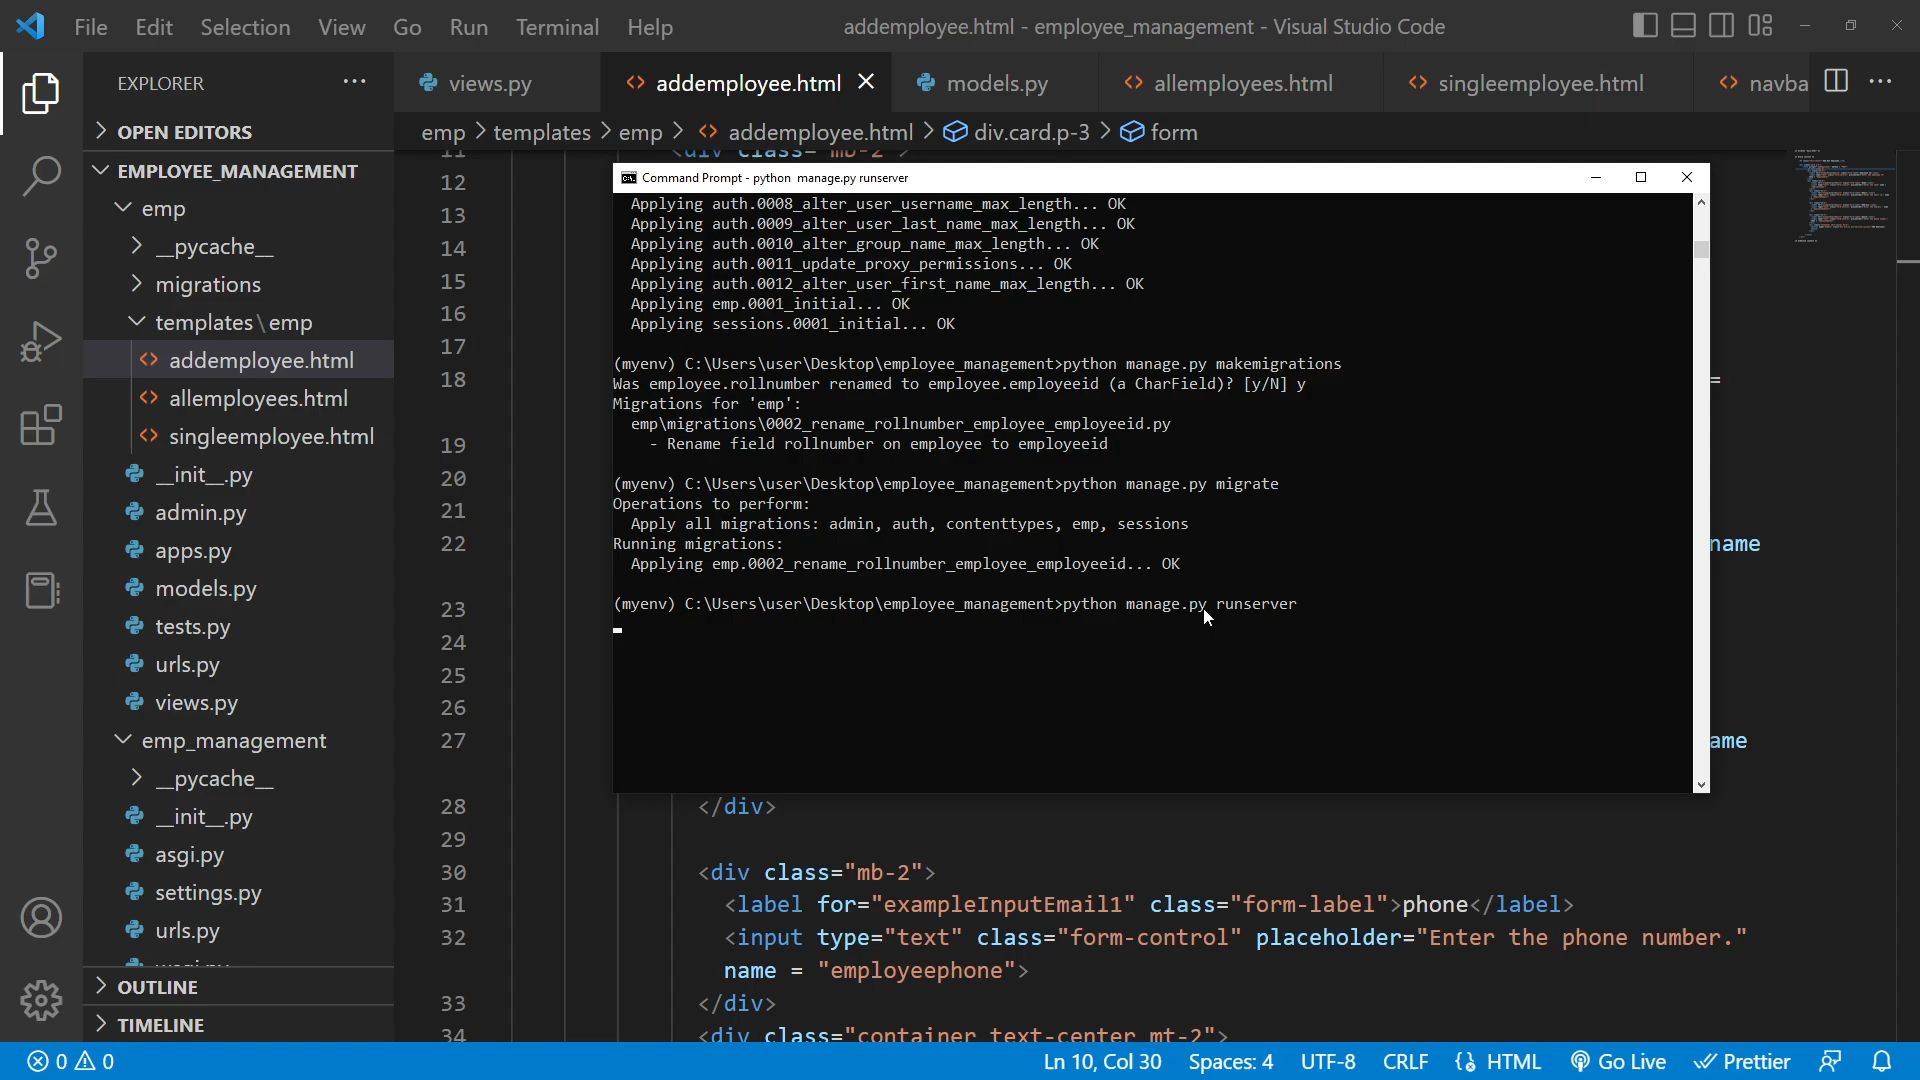 File Edit Selection View Go Run Terminal Help
addemployee.html - employee_management - Visual Studio Code
EXPLORER
views.py
addemployee.html
models.py
allemployees.html
singleemployee.html
navba
OPEN EDITORS
emp > templates > emp > addemployee.html > div.card.p-3 > form
EMPLOYEE_MANAGEMENT
emp
__pycache__
migrations
templates\emp
addemployee.html
allemployees.html
singleemployee.html
__init__.py
admin.py
apps.py
models.py
tests.py
urls.py
views.py
emp_management
__pycache__
__init__.py
asgi.py
settings.py
urls.py
OUTLINE
TIMELINE
11 <div class="mb-2">
12
13
14
15
16
17
18 =
19
20
21
22 name
23
24
25
26
27 ame
Command Prompt - python  manage.py runserver
Applying auth.0008_alter_user_username_max_length... OK
Applying auth.0009_alter_user_last_name_max_length... OK
Applying auth.0010_alter_group_name_max_length... OK
Applying auth.0011_update_proxy_permissions... OK
Applying auth.0012_alter_user_first_name_max_length... OK
Applying emp.0001_initial... OK
Applying sessions.0001_initial... OK
(myenv) C:\Users\user\Desktop\employee_management>python manage.py makemigrations
Was employee.rollnumber renamed to employee.employeeid (a CharField)? [y/N] y
Migrations for 'emp':
emp\migrations\0002_rename_rollnumber_employee_employeeid.py
- Rename field rollnumber on employee to employeeid
(myenv) C:\Users\user\Desktop\employee_management>python manage.py migrate
Operations to perform:
Apply all migrations: admin, auth, contenttypes, emp, sessions
Running migrations:
Applying emp.0002_rename_rollnumber_employee_employeeid... OK
(myenv) C:\Users\user\Desktop\employee_management>python manage.py runserver
28 </div>
29
30 <div class="mb-2">
31 <label for="exampleInputEmail1" class="form-label">phone</label>
32 <input type="text" class="form-control" placeholder="Enter the phone number."
name = "employeephone">
33 </div>
34 <div class="container text-center mt-2">
0 0
Ln 10, Col 30 Spaces: 4 UTF-8 CRLF HTML Go Live Prettier